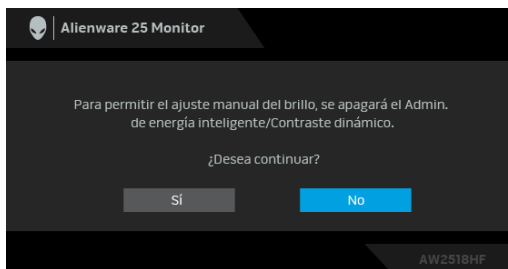 Alienware 25 Monitor
Para permitir el ajuste manual del brillo, se apagará el Admin.
de energía inteligente/Contraste dinámico.
¿Desea continuar?
Sí
No
AW2518HF